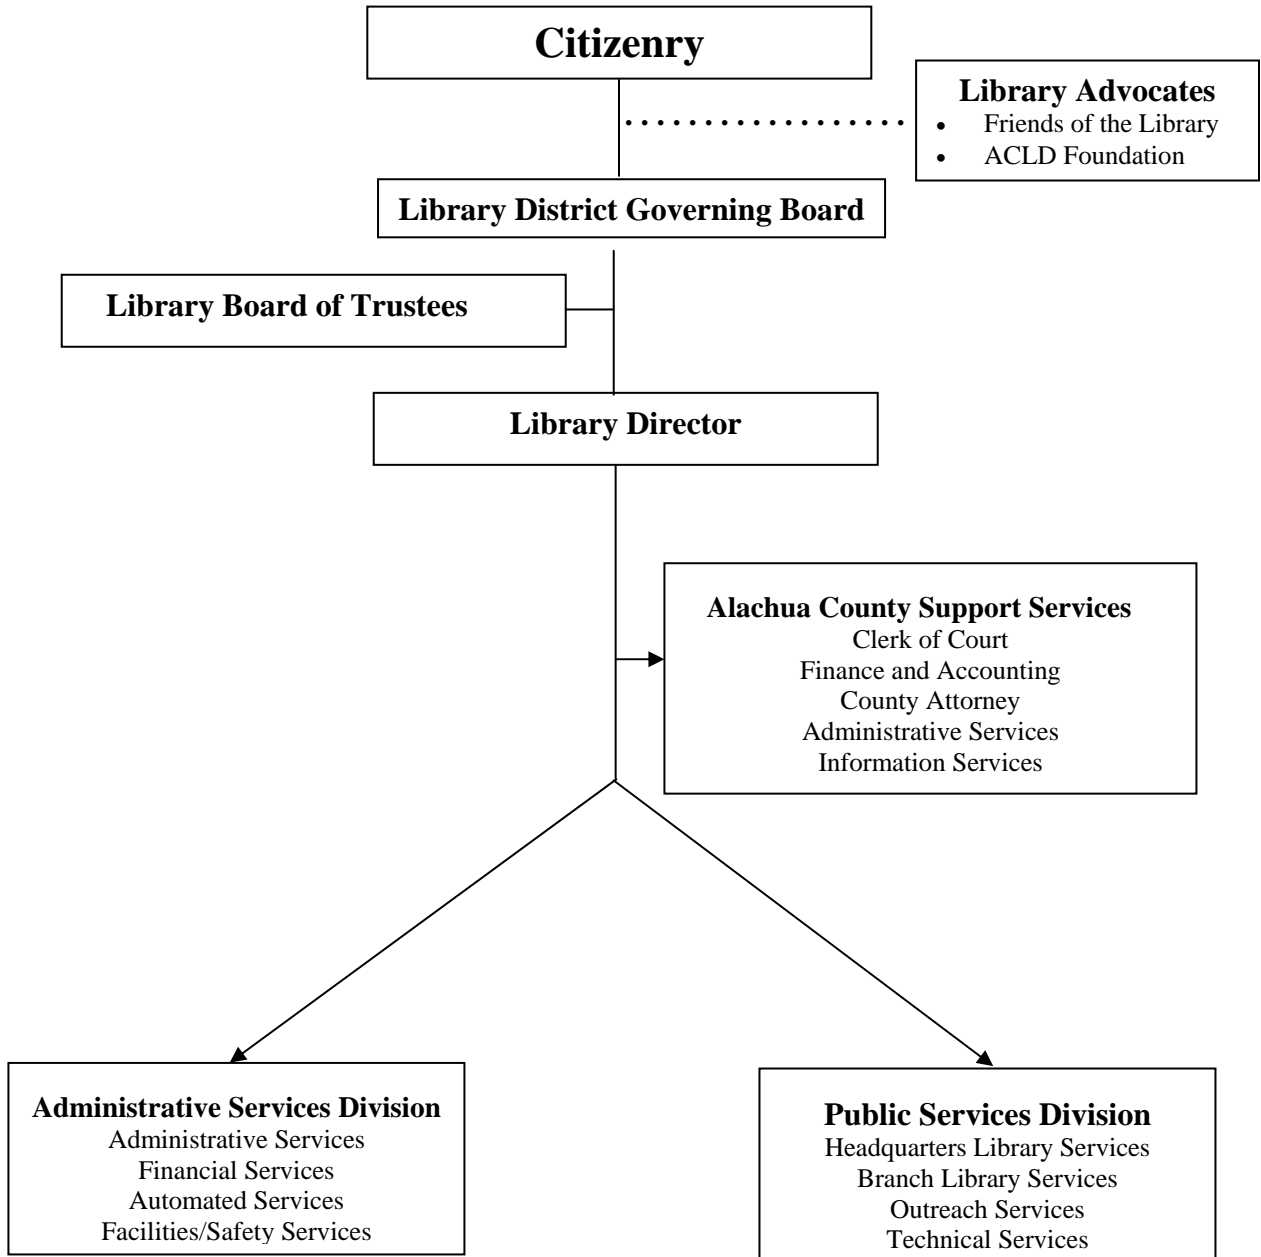 Citizenry
Library Advocates
• Friends of the Library
• ACLD Foundation
Library District Governing Board
Library Board of Trustees
Library Director
Alachua County Support Services
Clerk of Court
Finance and Accounting
County Attorney
Administrative Services
Information Services
Administrative Services Division
Administrative Services
Financial Services
Automated Services
Facilities/Safety Services
Public Services Division
Headquarters Library Services
Branch Library Services
Outreach Services
Technical Services